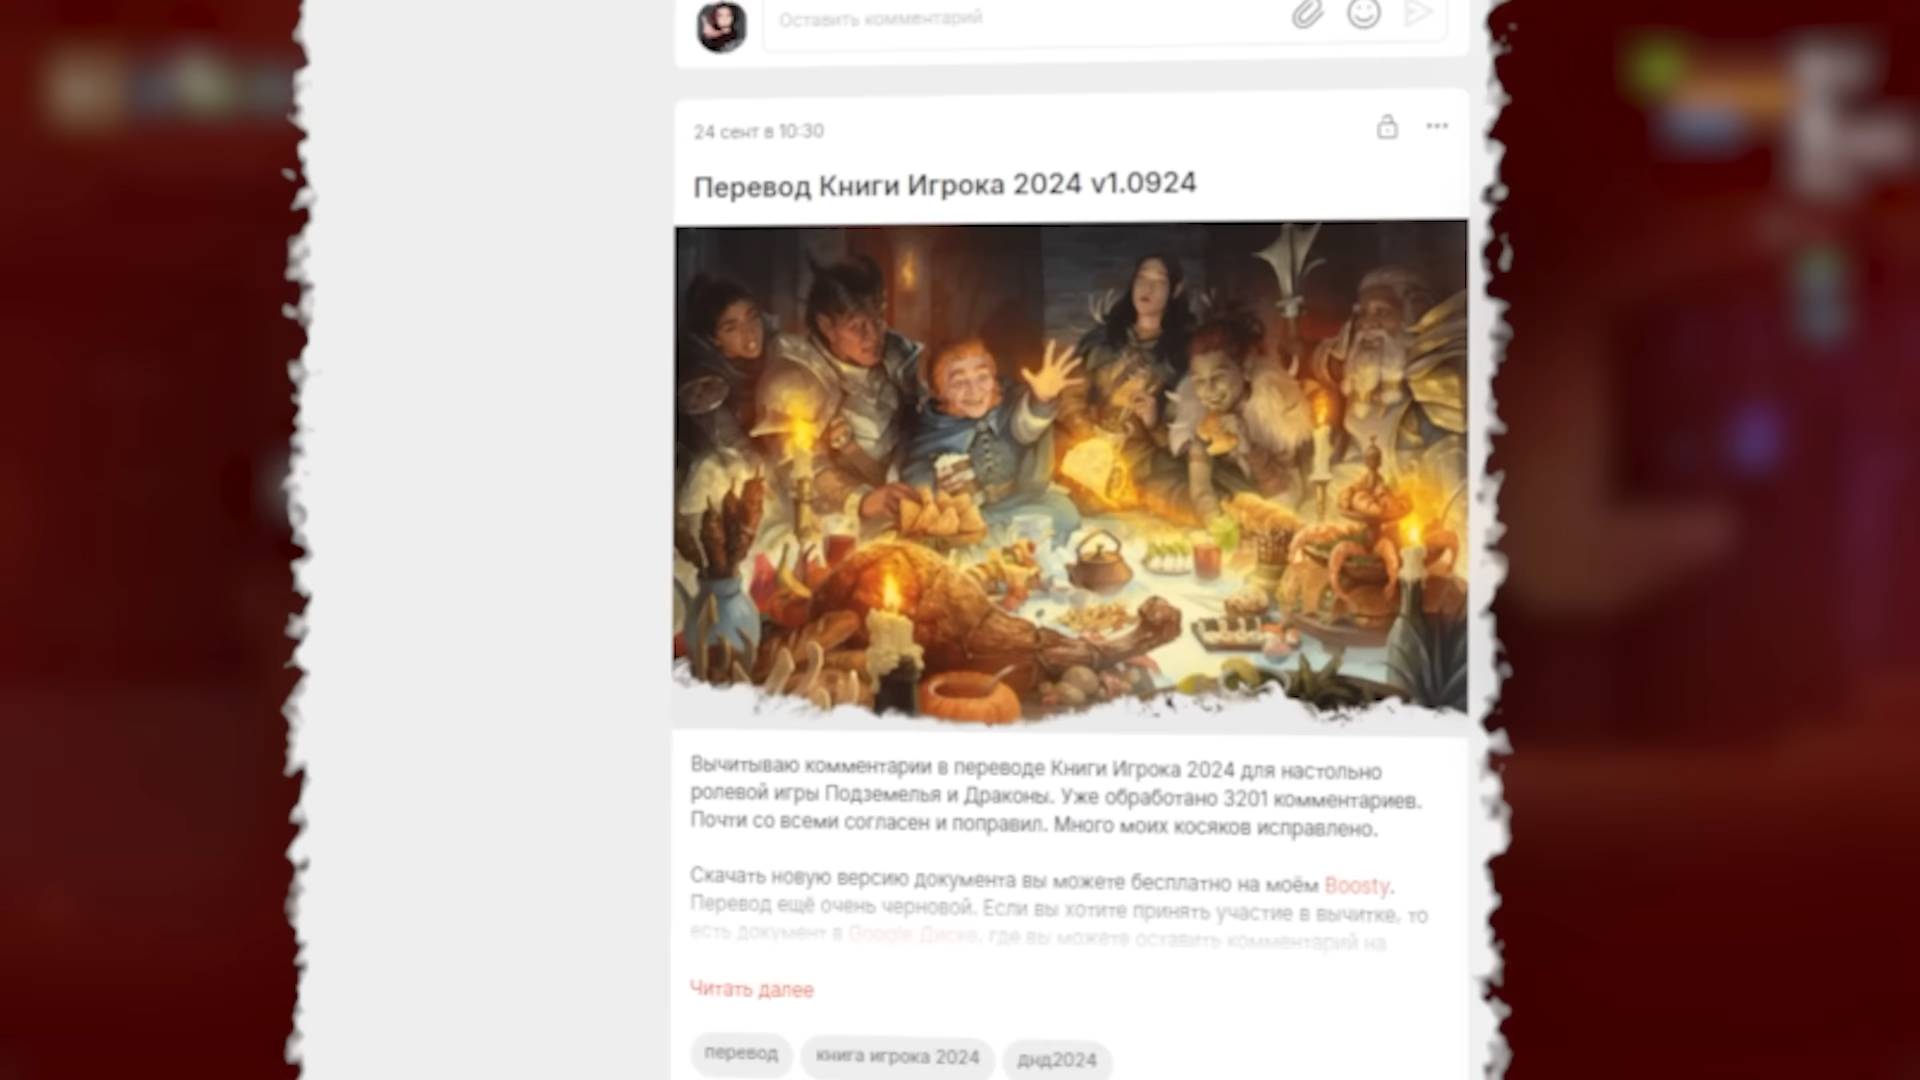 Оставить комментарий
24 сент в 10:30
Перевод Книги Игрока 2024 v1.0924
Вычитываю комментарии в переводе Книги Игрока 2024 для настольно
ролевой игры Подземелья и Драконы. Уже обработано 3201 комментариев.
Почти со всеми согласен и поправил. Много моих косяков исправлено.
Скачать новую версию документа вы можете бесплатно на моём Boosty.
Перевод ещё очень черновой. Если вы хотите принять участие в вычитке, то
есть документ в Google Диске, где вы можете оставить комментарий на
Читать далее
перевод
книга игрока 2024
днд2024